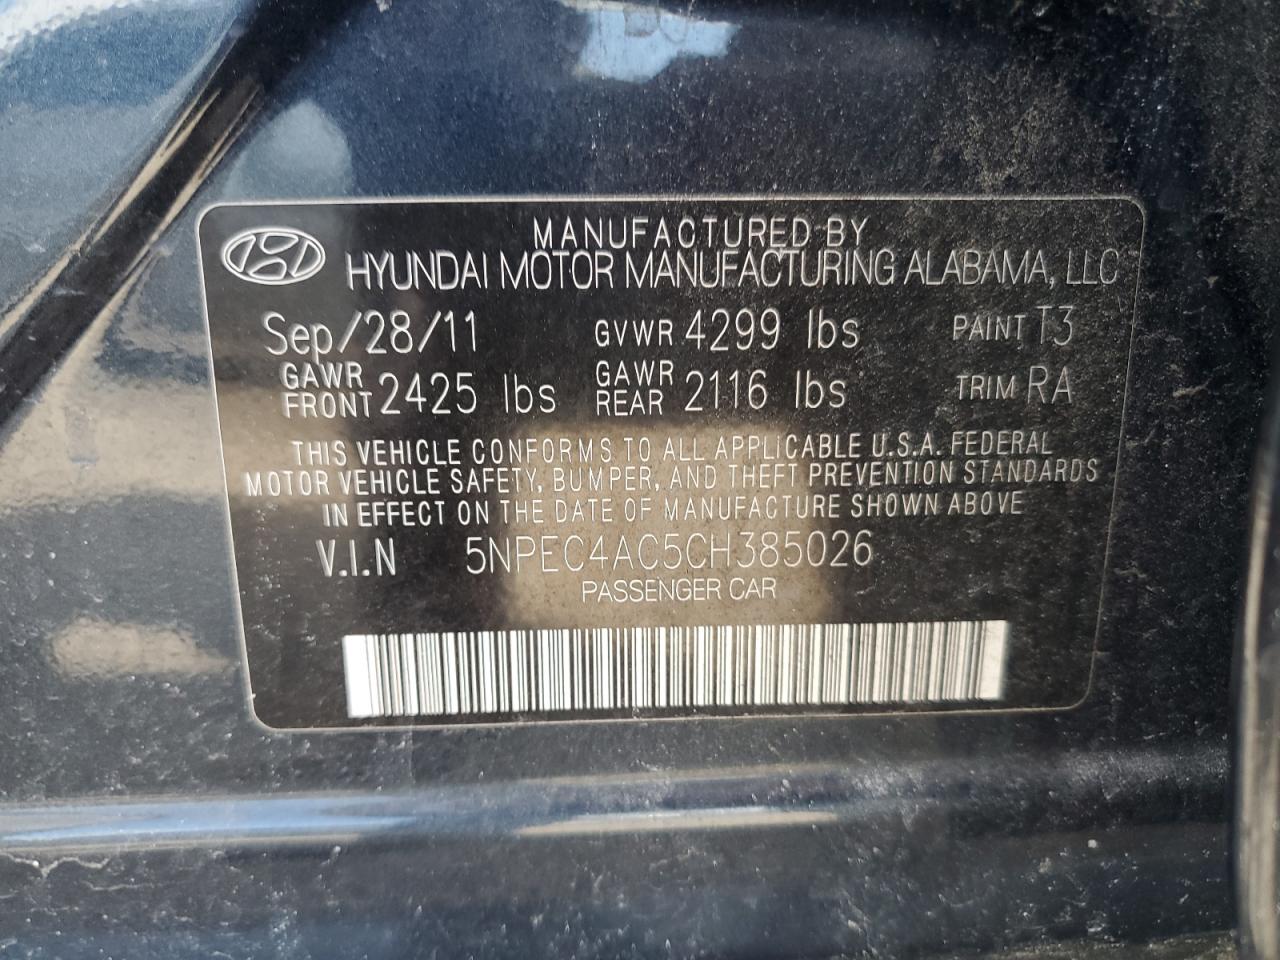 MANUFACTURED BY
HYUNDAI MOTOR MANUFACTURING ALABAMA, LLC
Sep/28/11 GVWR 4299 lbs PAINT T3
GAWR FRONT 2425 lbs GAWR REAR 2116 lbs TRIM RA
THIS VEHICLE CONFORMS TO ALL APPLICABLE U.S.A. FEDERAL
MOTOR VEHICLE SAFETY, BUMPER, AND THEFT PREVENTION STANDARDS
IN EFFECT ON THE DATE OF MANUFACTURE SHOWN ABOVE
V.I.N 5NPEC4AC5CH385026
PASSENGER CAR